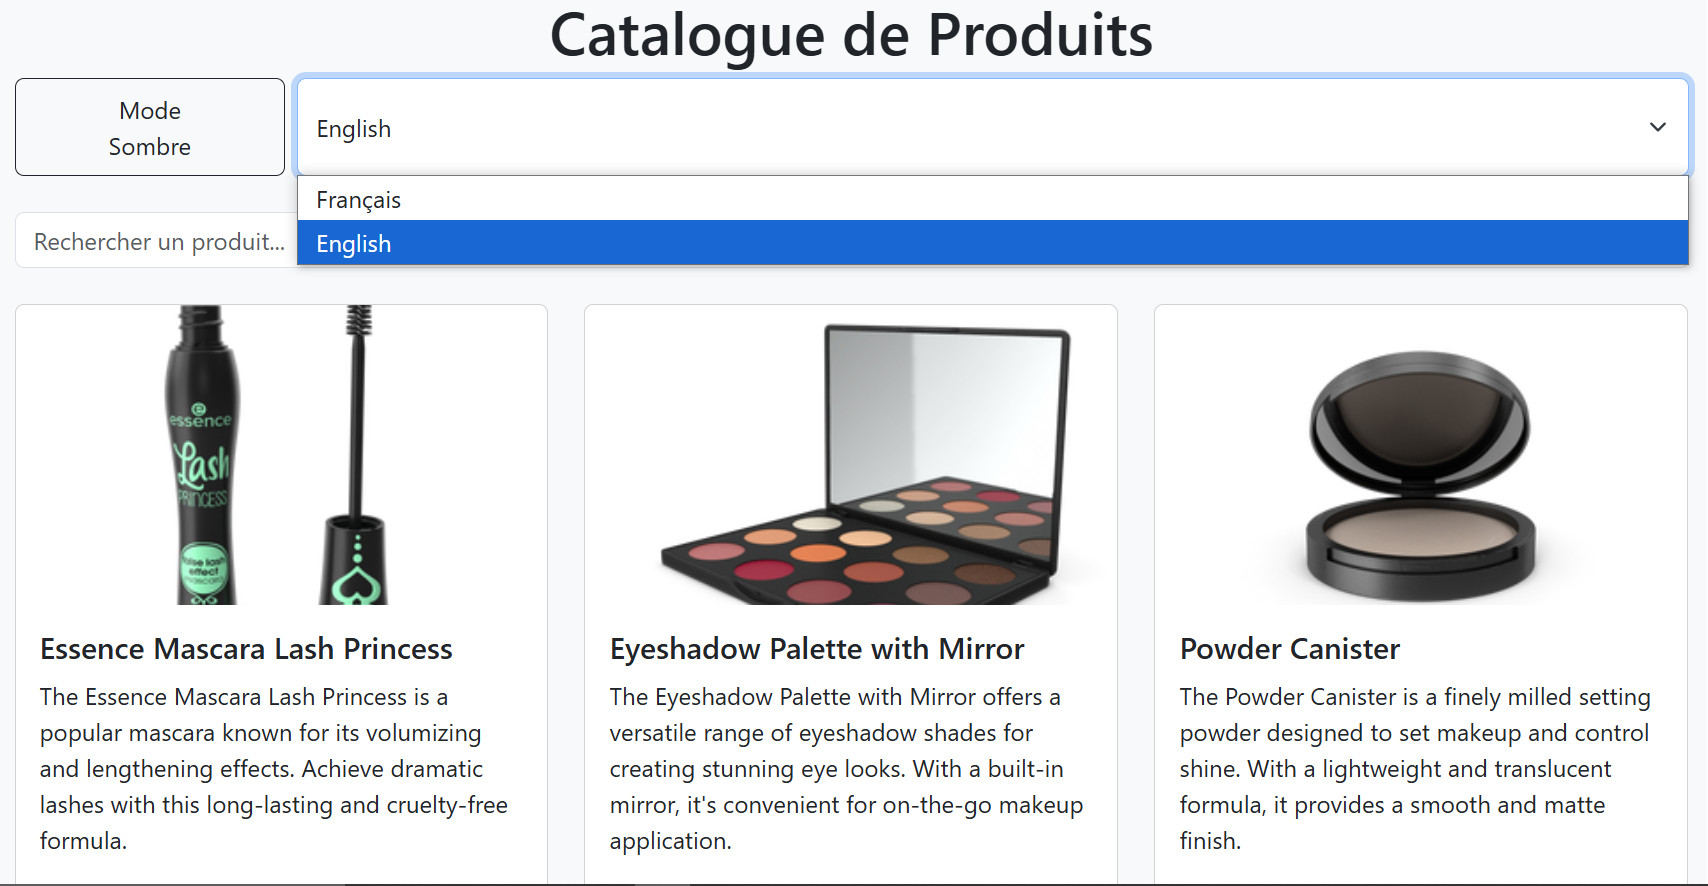 Catalogue de Produits
Mode
Sombre
English
Français
English
Rechercher un produit...
essence
Lash
PRINCESS
false lash
effect
mascara
Essence Mascara Lash Princess
The Essence Mascara Lash Princess is a
popular mascara known for its volumizing
and lengthening effects. Achieve dramatic
lashes with this long-lasting and cruelty-free
formula.
Eyeshadow Palette with Mirror
The Eyeshadow Palette with Mirror offers a
versatile range of eyeshadow shades for
creating stunning eye looks. With a built-in
mirror, it's convenient for on-the-go makeup
application.
Powder Canister
The Powder Canister is a finely milled setting
powder designed to set makeup and control
shine. With a lightweight and translucent
formula, it provides a smooth and matte
finish.